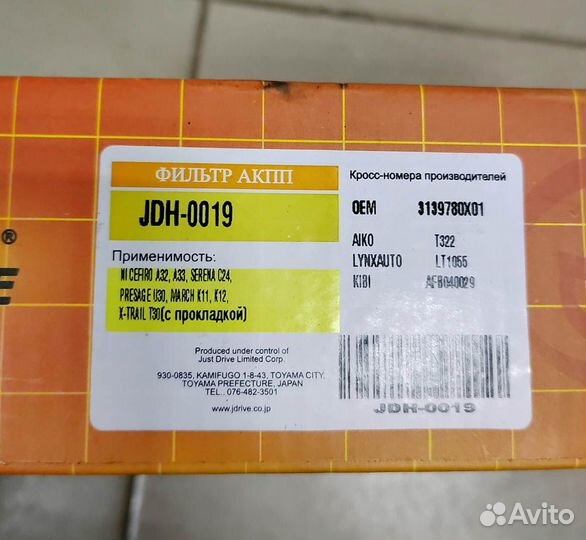 ФИЛЬТР АКПП
JDH-0019
Применимость:
NI CEFIRO A32, A33, SERENA C24,
PRESAGE U30, MARCH K11, K12,
X-TRAIL T30(с прокладкой)
Produced under control of
Just Drive Limited Corp.
930-0835, KAMIFUGO 1-8-43, TOYAMA CITY,
TOYAMA PREFECTURE, JAPAN
TEL.. 076-482-3501
www.jdrive.co.jp
Кросс-номера производителей
OEM 3139780X01
AIKO T322
LYNXAUTO LT1055
KIBI AFB040029
JDH-0019
®
Avito